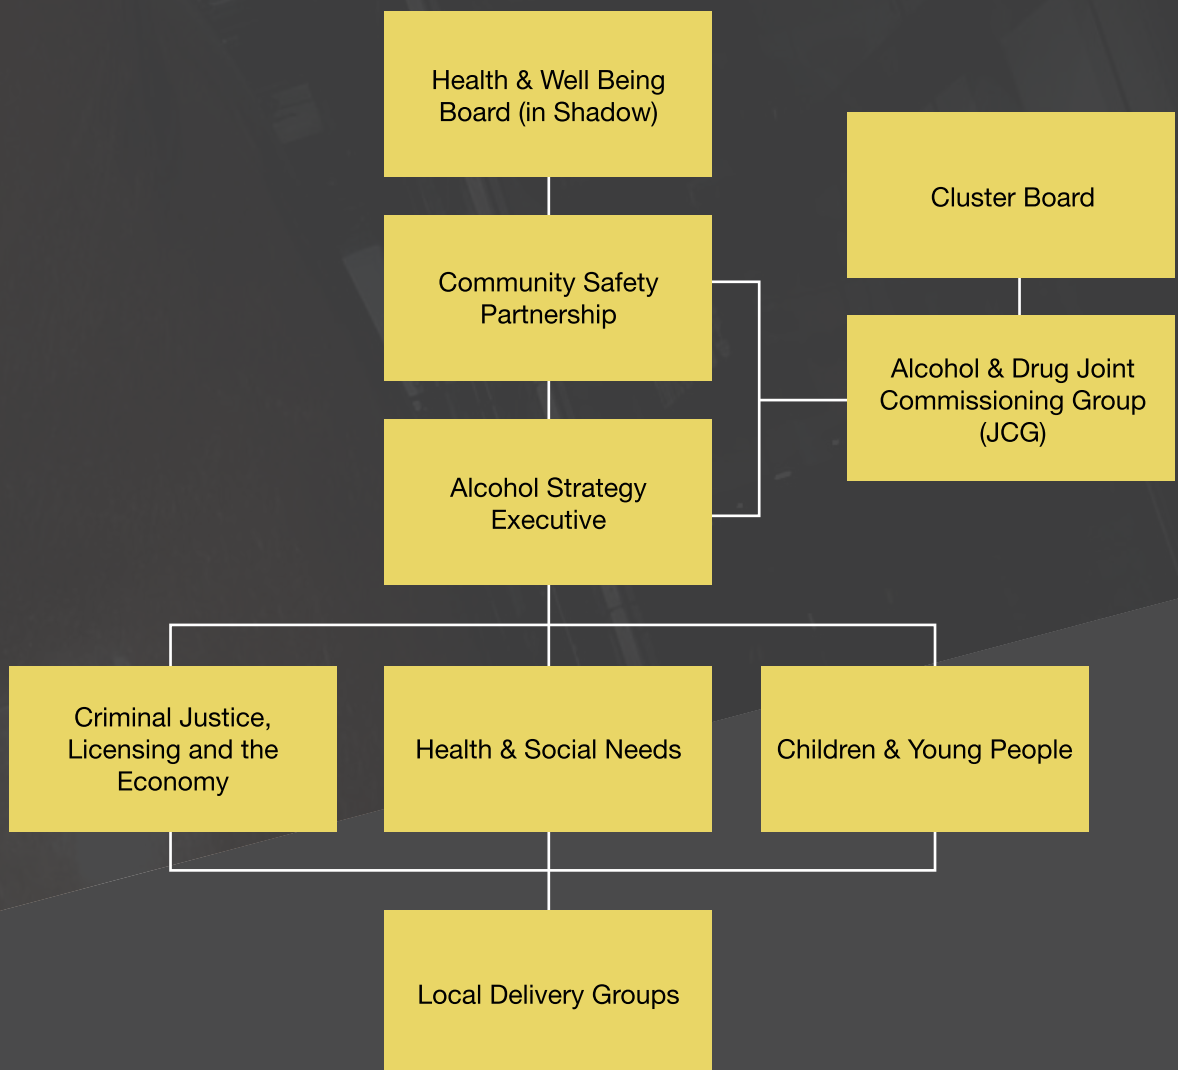 Health & Well Being
Board (in Shadow)
Cluster Board
Community Safety
Partnership
Alcohol & Drug Joint
Commissioning Group
(JCG)
Alcohol Strategy
Executive
Criminal Justice,
Licensing and the
Economy
Health & Social Needs
Children & Young People
Local Delivery Groups